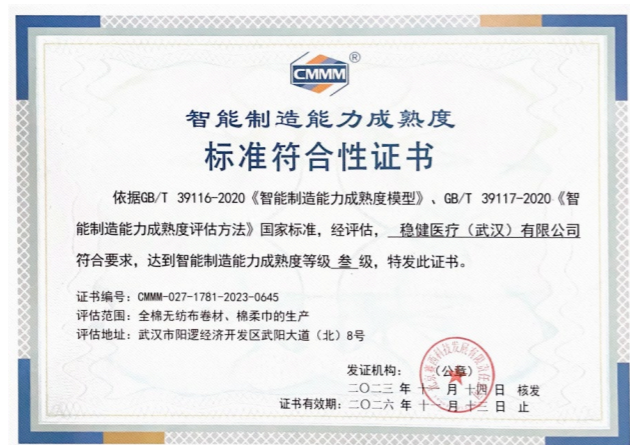 CMMM®
智能制造能力成熟度
标准符合性证书
依据GB/T 39116-2020《智能制造能力成熟度模型》、GB/T 39117-2020《智
能制造能力成熟度评估方法》国家标准，经评估， 稳健医疗（武汉）有限公司
符合要求，达到智能制造能力成熟度等级 叁 级，特发此证书。
证书编号：CMMM-027-1781-2023-0645
评估范围：全棉无纺布卷材、棉柔巾的生产
评估地址：武汉市阳逻经济开发区武阳大道（北）8号
发证机构： （公章）
二〇二三 年 十一 月 十四 日 核发
证书有效期：二〇二六 年 十一 月 十三 日 止